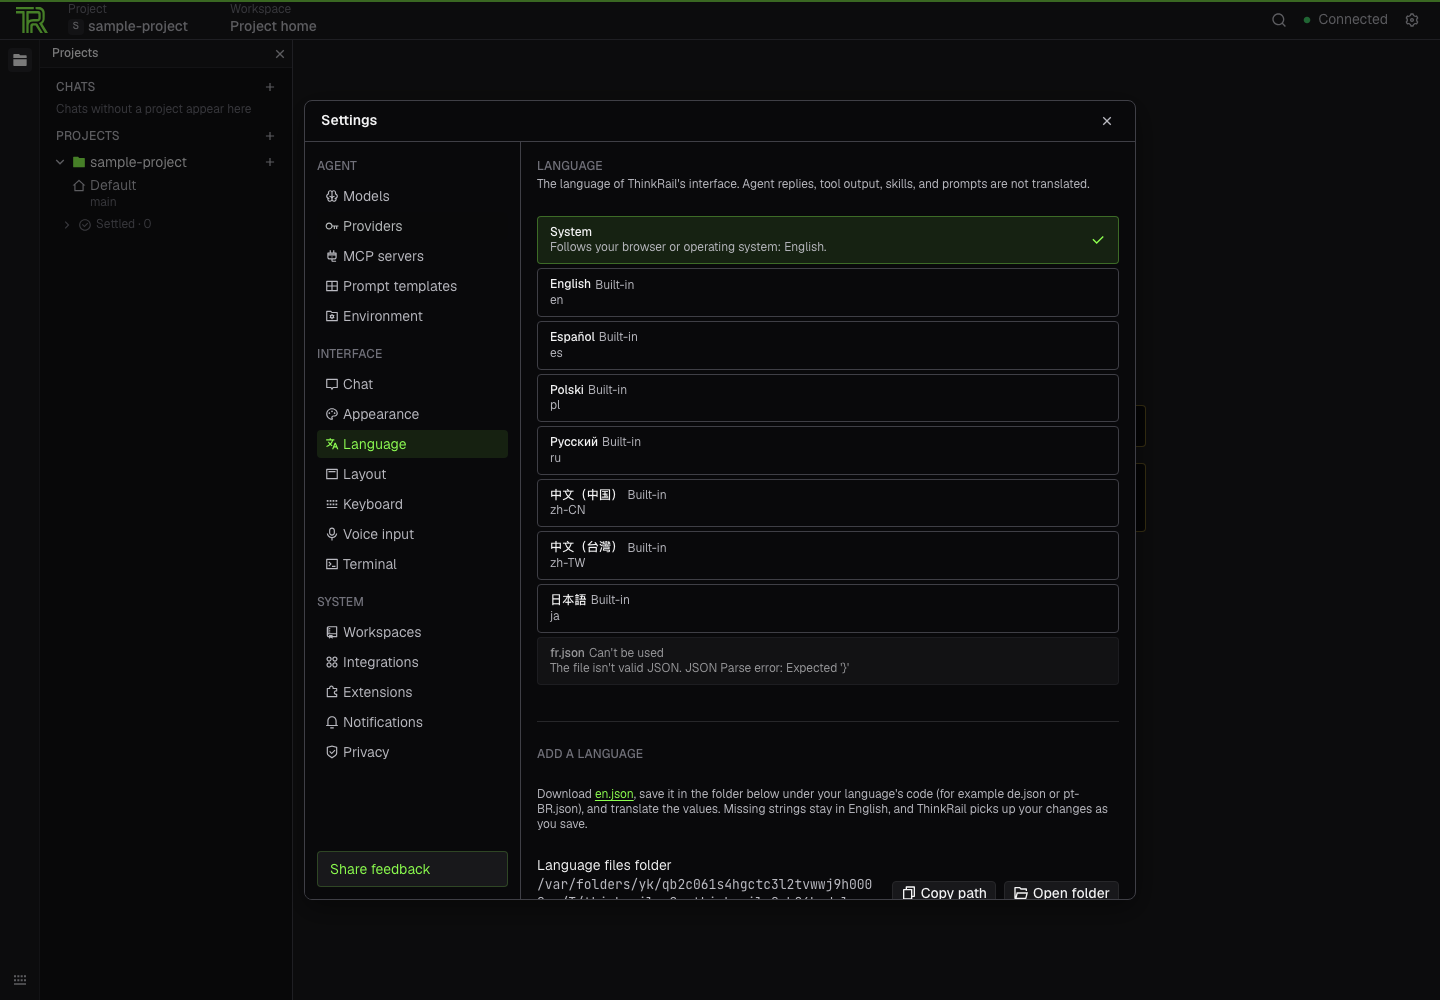 Project
S sample-project
Workspace
Project home
Connected
Projects
CHATS
Chats without a project appear here
PROJECTS
sample-project
Default
main
Settled · 0
Settings
AGENT
Models
Providers
MCP servers
Prompt templates
Environment
INTERFACE
Chat
Appearance
Language
Layout
Keyboard
Voice input
Terminal
SYSTEM
Workspaces
Integrations
Extensions
Notifications
Privacy
Share feedback
LANGUAGE
The language of ThinkRail's interface. Agent replies, tool output, skills, and prompts are not translated.
System
Follows your browser or operating system: English.
English Built-in
en
Español Built-in
es
Polski Built-in
pl
Русский Built-in
ru
中文（中国） Built-in
zh-CN
中文（台灣） Built-in
zh-TW
日本語 Built-in
ja
fr.json Can't be used
The file isn't valid JSON. JSON Parse error: Expected '}'
ADD A LANGUAGE
Download en.json, save it in the folder below under your language's code (for example de.json or pt-
BR.json), and translate the values. Missing strings stay in English, and ThinkRail picks up your changes as
you save.
Language files folder
/var/folders/yk/qb2c061s4hgctc3l2tvwwj9h000
Copy path
Open folder